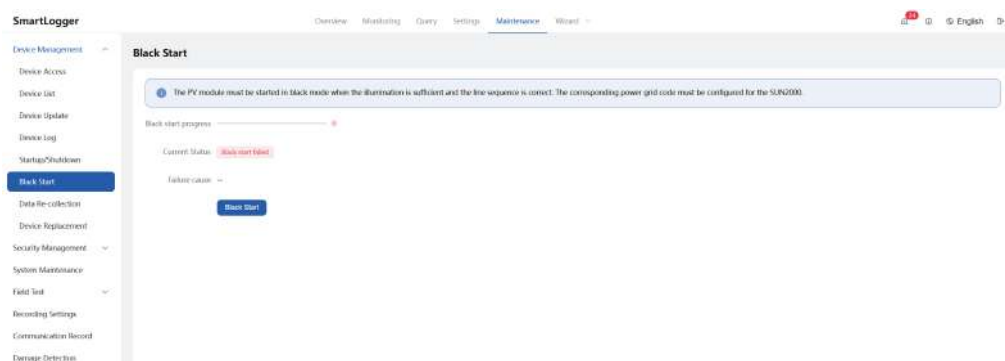 SmartLogger
Overview Monitoring Query Settings Maintenance Wizard
24
English
Device Management
Device Access
Device List
Device Update
Device Log
Startup/Shutdown
Black Start
Data Re-collection
Device Replacement
Security Management
System Maintenance
Field Test
Recording Settings
Communication Record
Damage Detection
Black Start
The PV module must be started in black mode when the illumination is sufficient and the line sequence is correct. The corresponding power grid code must be configured for the SUN2000.
Black start progress
Current Status Black start failed
Failure cause --
Black Start